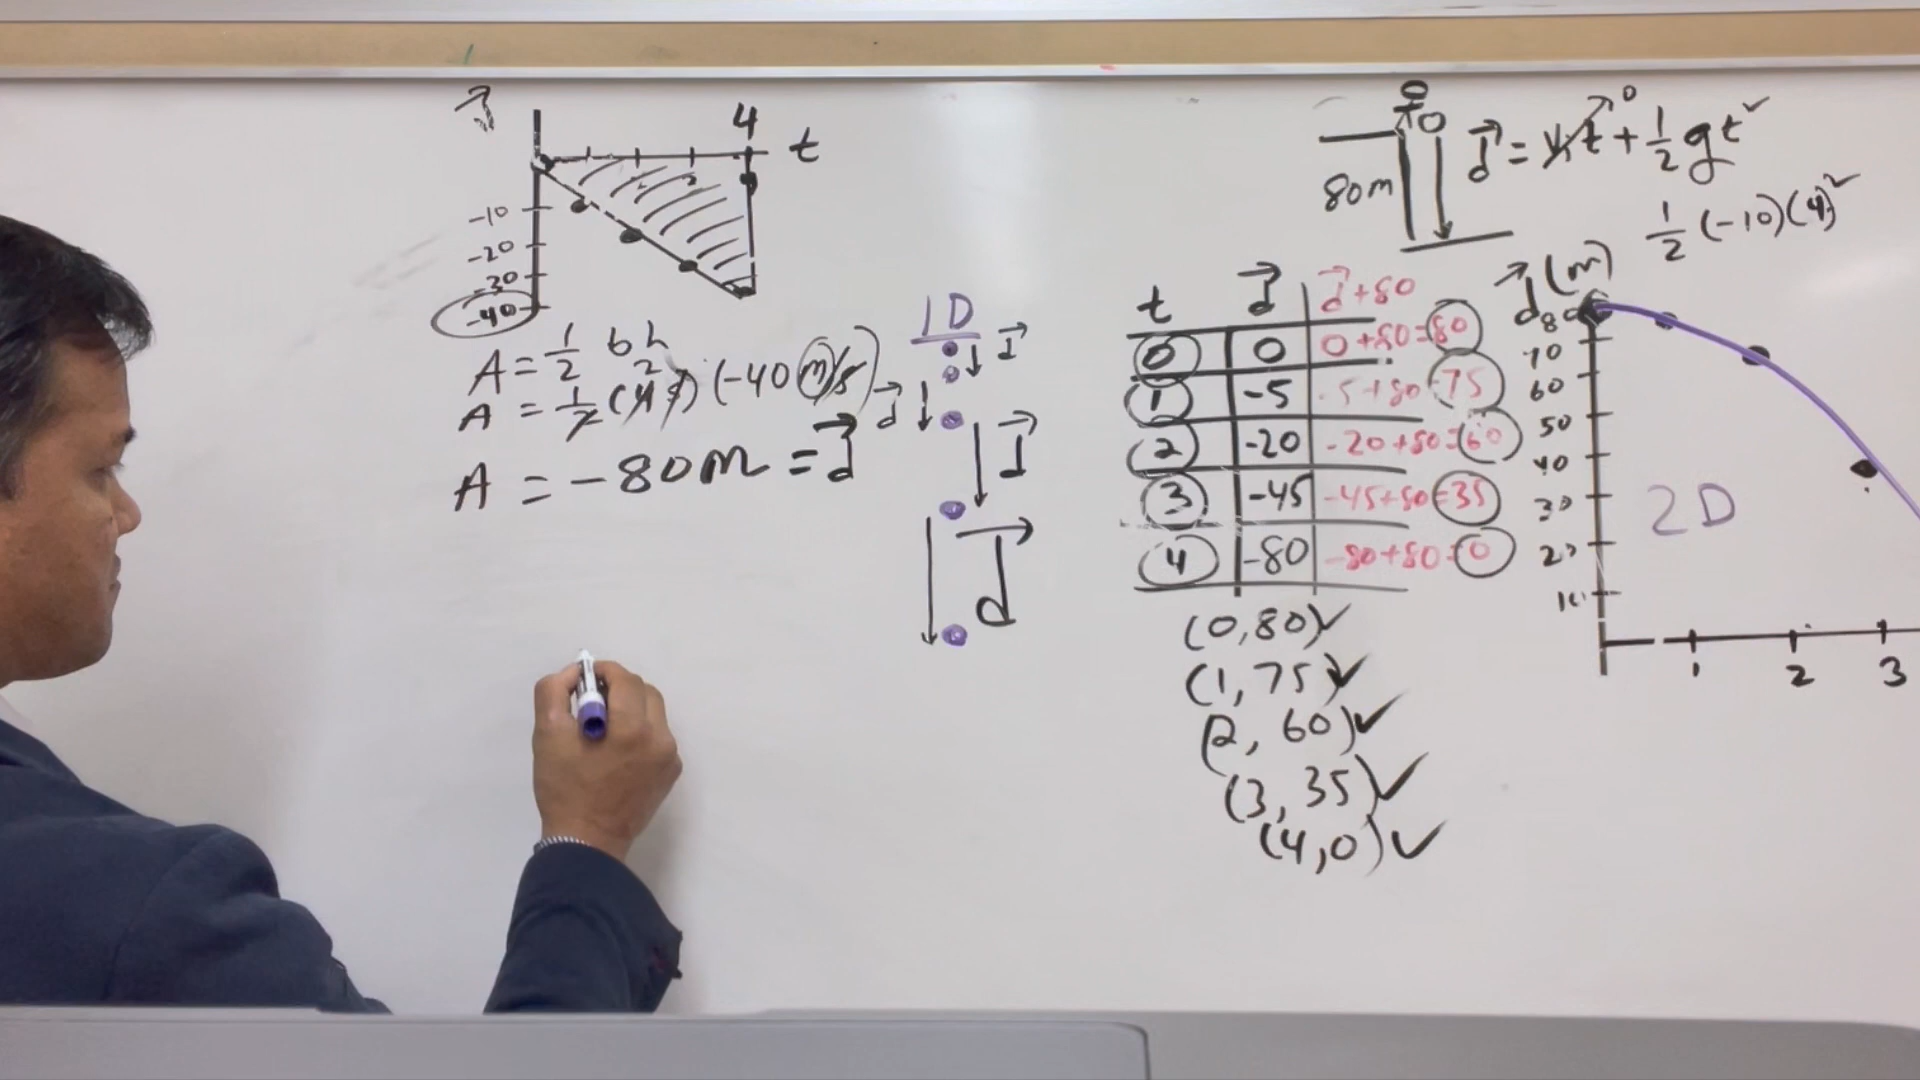 4
t
-10
-20
-30
-40
A = 1/2 bh
A = 1/2 (4s) (-40 m/s)
A = -80m = d⃗
1D
d⃗
d⃗
d⃗
d⃗
80m
d⃗ = v₁t⁰ + 1/2 gt²
1/2 (-10)(4)²
t d⃗ d⃗+80
0 0 0+80=80
1 -5 -5+80=75
2 -20 -20+80=60
3 -45 -45+80=35
4 -80 -80+80=0
(0,80)✓
(1,75)✓
(2,60)✓
(3,35)✓
(4,0)✓
d⃗ (m)
80
70
60
50
40
30
20
10
2D
1 2 3